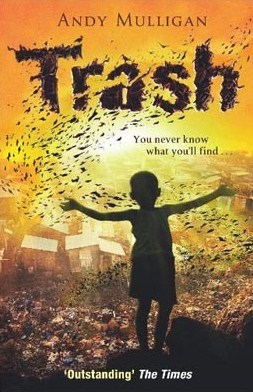 ANDY MULLIGAN
Trash
You never know
what you'll find . . .
'Outstanding' The Times